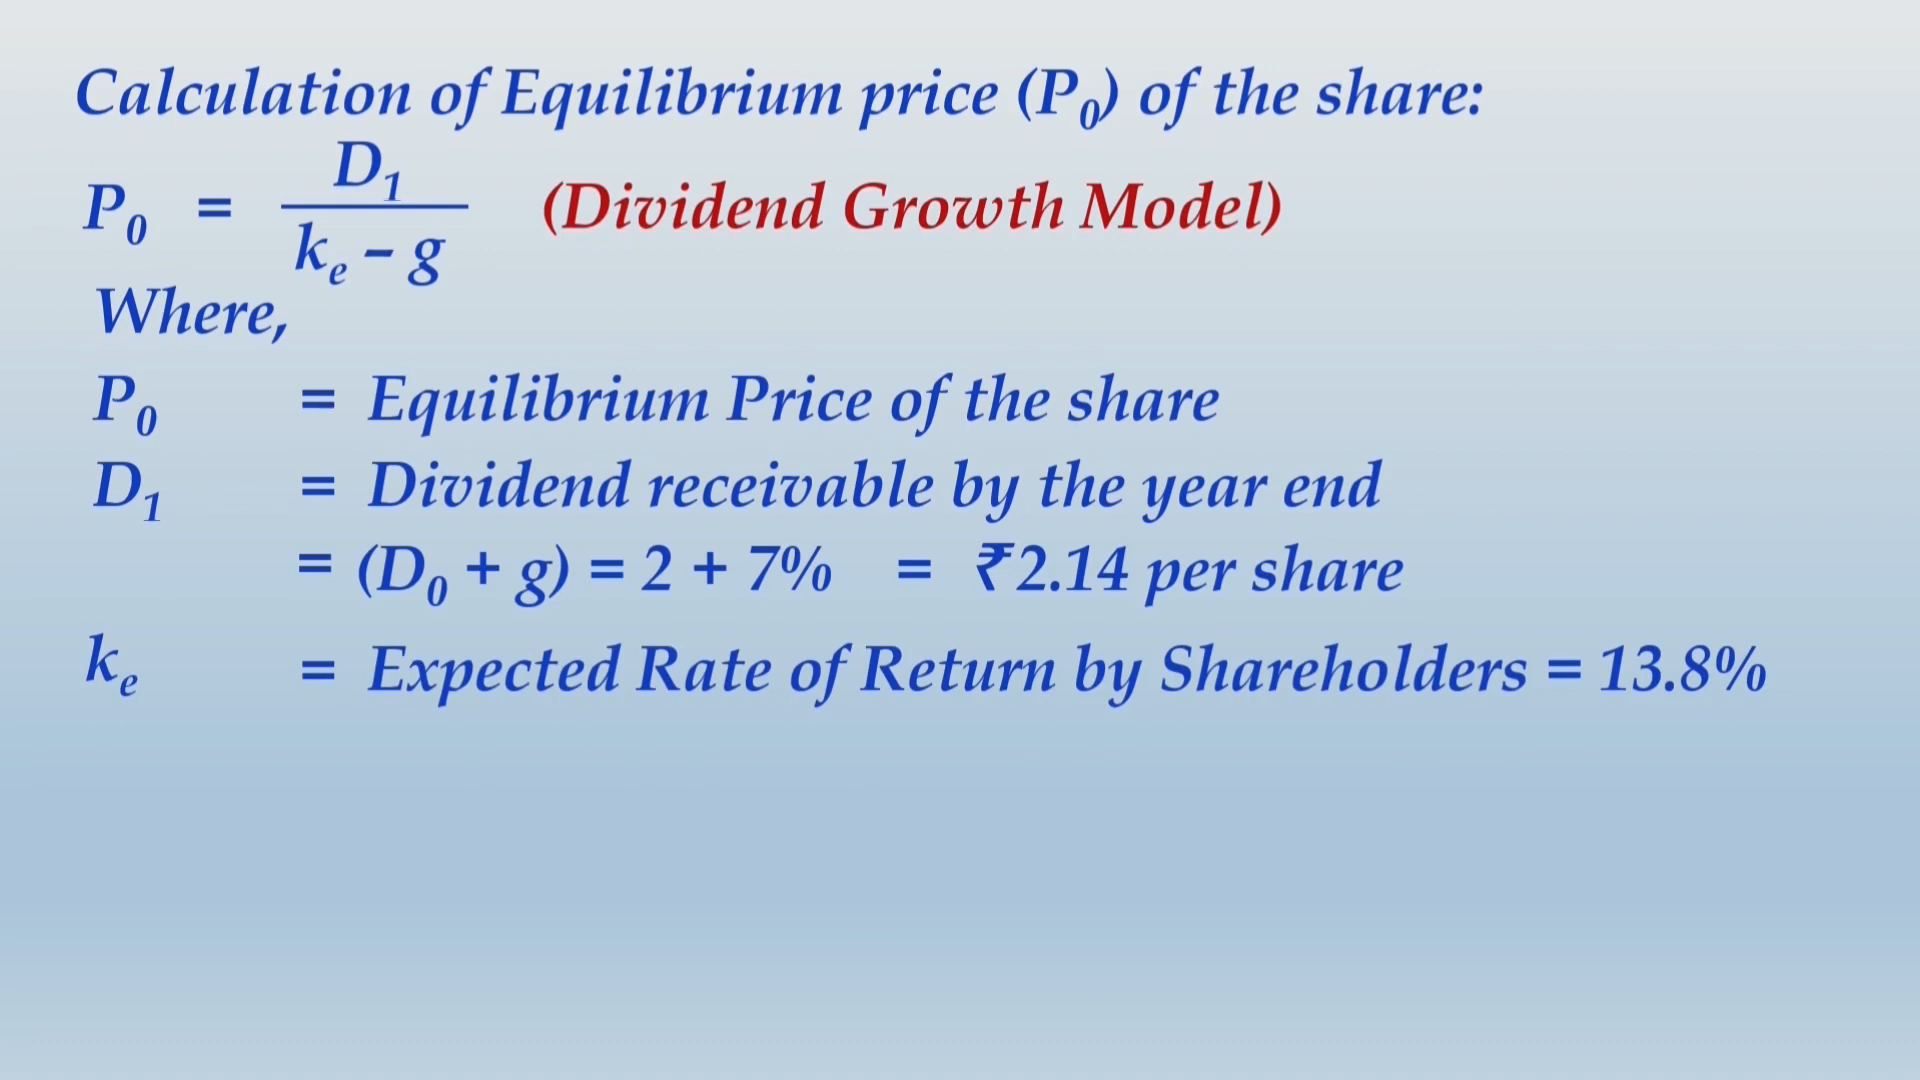 Calculation of Equilibrium price (P₀) of the share:
P₀ = D₁ / kₑ – g (Dividend Growth Model)
Where,
P₀ = Equilibrium Price of the share
D₁ = Dividend receivable by the year end
= (D₀ + g) = 2 + 7% = ₹2.14 per share
kₑ = Expected Rate of Return by Shareholders = 13.8%